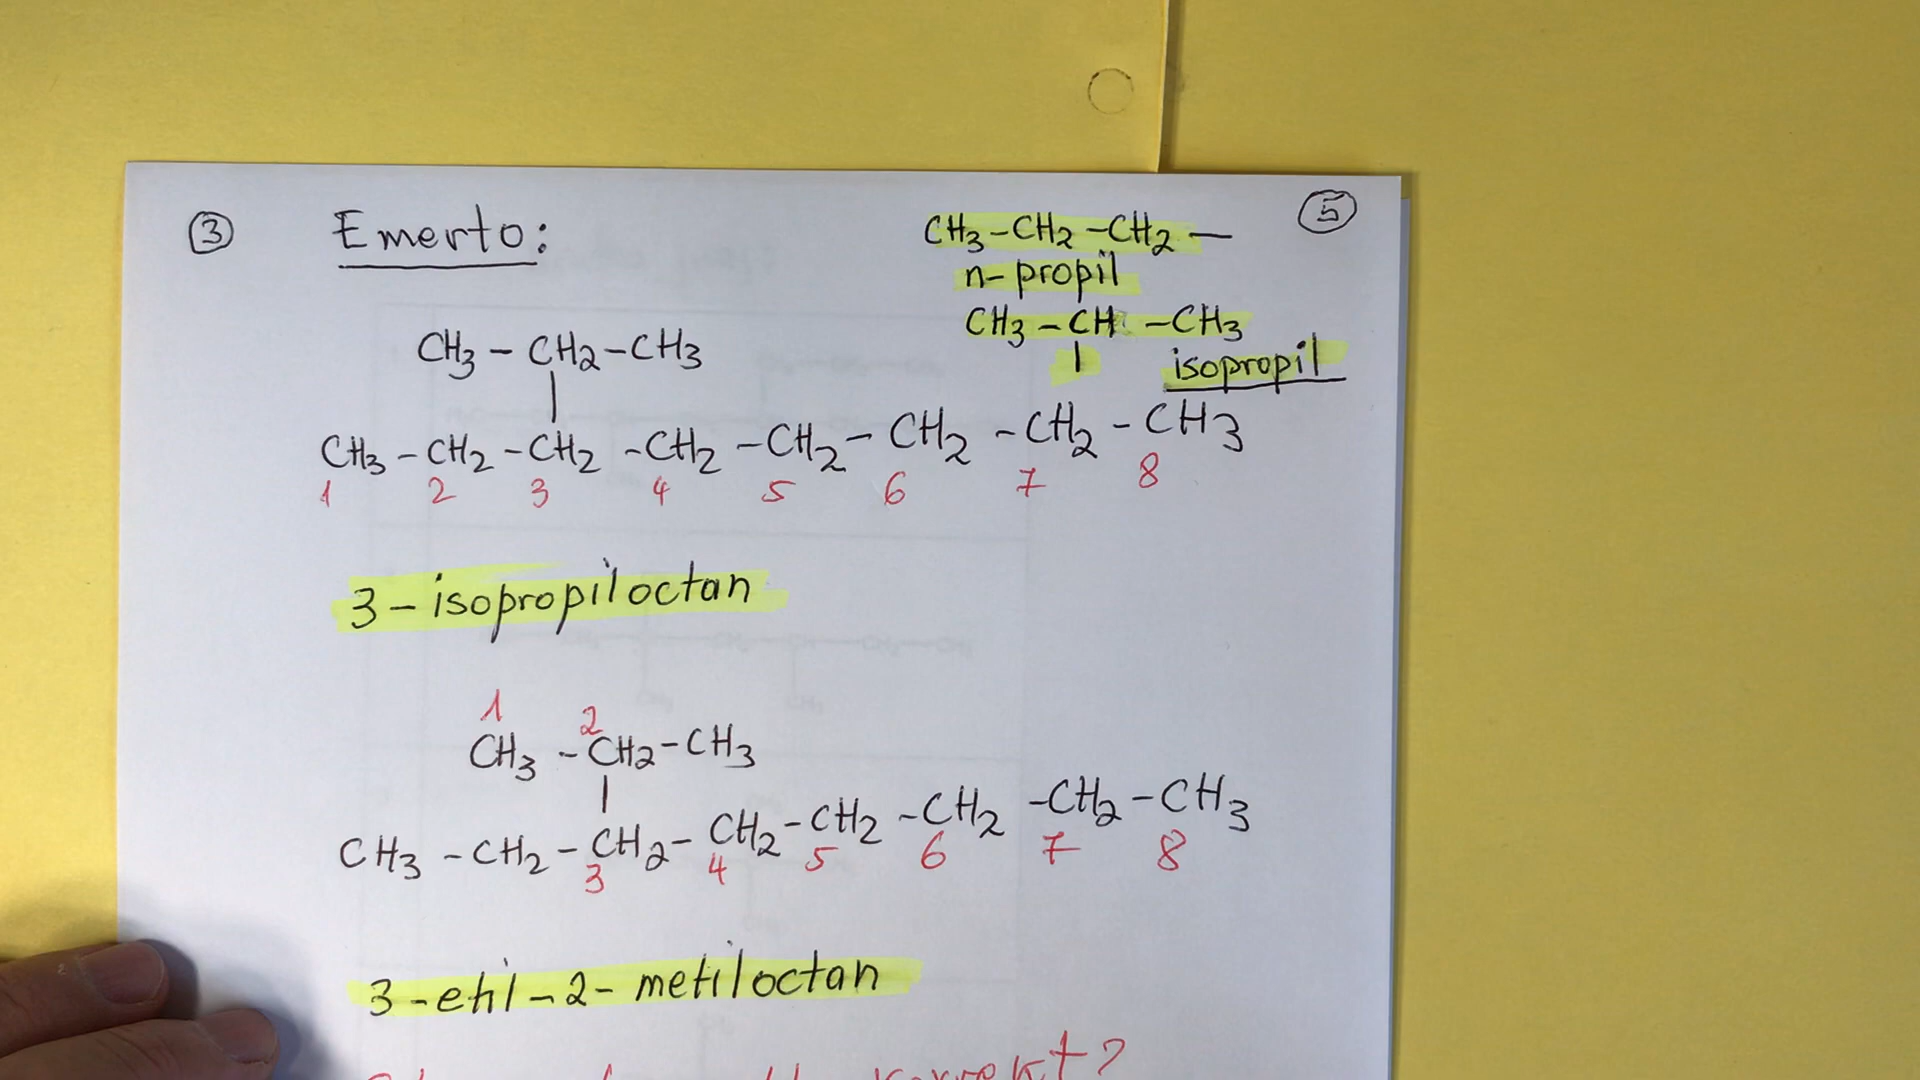 3 Emerto: 5
CH3-CH2-CH2-
n-propil
CH3-CH-CH3
isopropil
CH3-CH2-CH3
CH3-CH2-CH2-CH2-CH2-CH2-CH2-CH3
1 2 3 4 5 6 7 8
3-isopropiloctan
1 2
CH3-CH2-CH3
CH3-CH2-CH2-CH2-CH2-CH2-CH2-CH3
3 4 5 6 7 8
3-etil-2-metiloctan
korrekt?